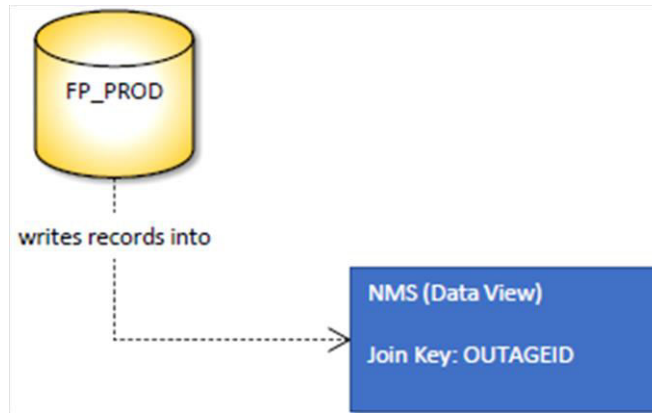 FP_PROD
writes records into
NMS (Data View)
Join Key: OUTAGEID